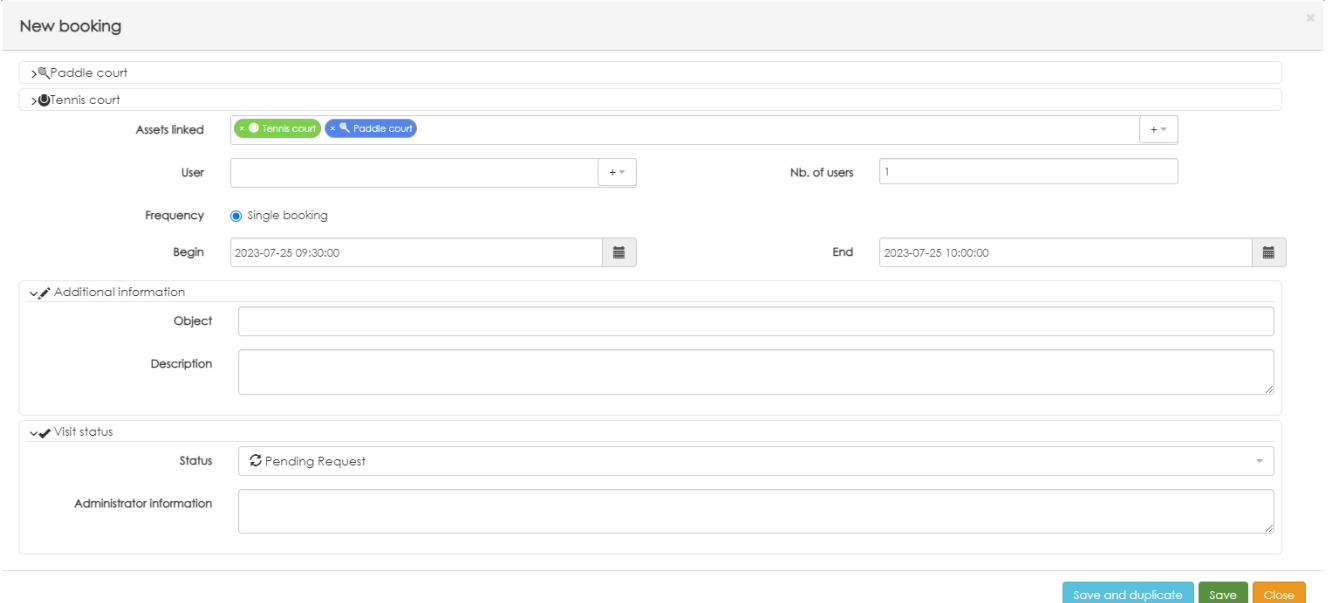 New booking
×
Paddle court
Tennis court
Assets linked × Tennis court × Paddle court +
User + Nb. of users 1
Frequency Single booking
Begin 2023-07-25 09:30:00 End 2023-07-25 10:00:00
Additional information
Object
Description
Visit status
Status Pending Request
Administrator information
Save and duplicate Save Close